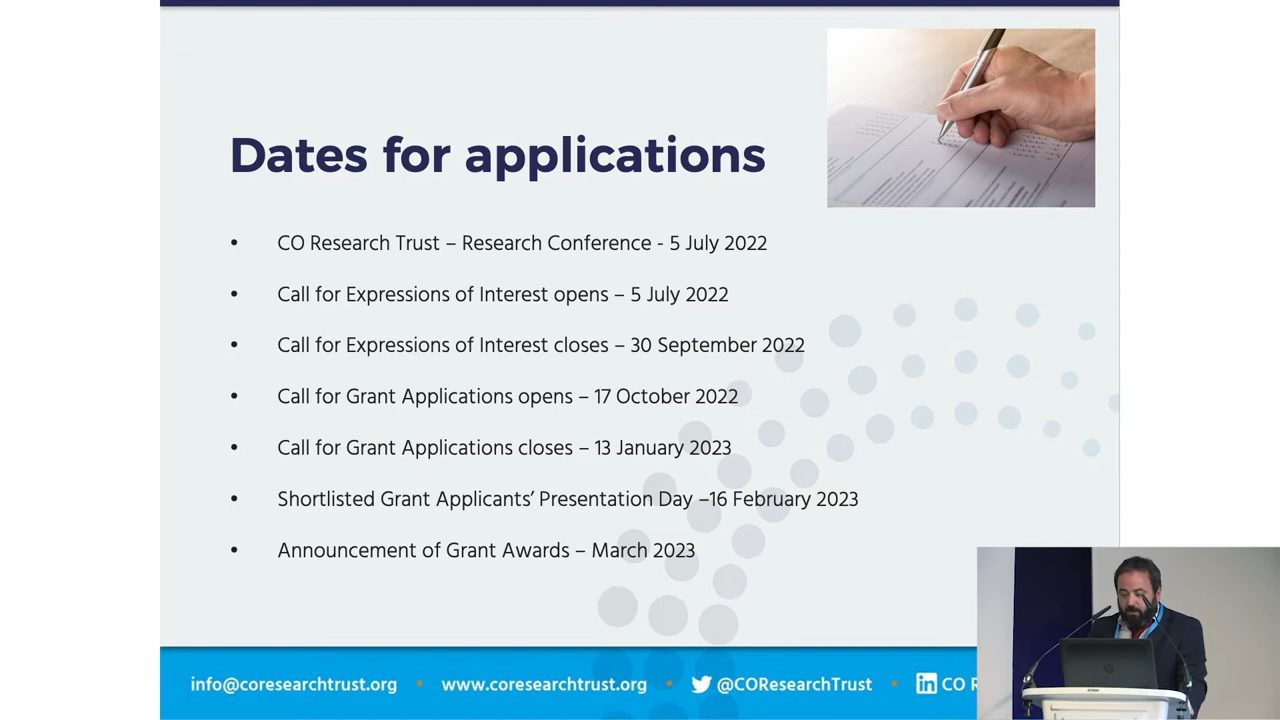 Dates for applications
• CO Research Trust – Research Conference - 5 July 2022
• Call for Expressions of Interest opens – 5 July 2022
• Call for Expressions of Interest closes – 30 September 2022
• Call for Grant Applications opens – 17 October 2022
• Call for Grant Applications closes – 13 January 2023
• Shortlisted Grant Applicants’ Presentation Day –16 February 2023
• Announcement of Grant Awards – March 2023
info@coresearchtrust.org • www.coresearchtrust.org • @COResearchTrust • CO